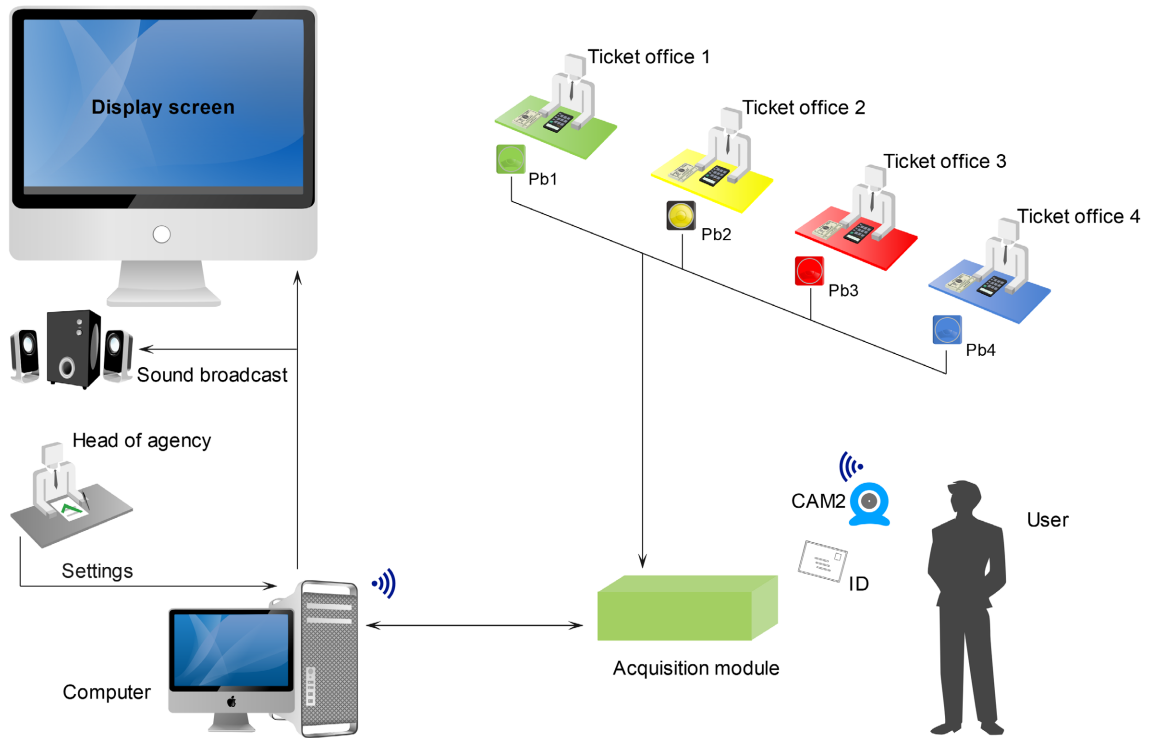 Display screen
Ticket office 1
Pb1
Ticket office 2
Pb2
Ticket office 3
Pb3
Ticket office 4
Pb4
Sound broadcast
Head of agency
Settings
Computer
Acquisition module
CAM2
ID
User